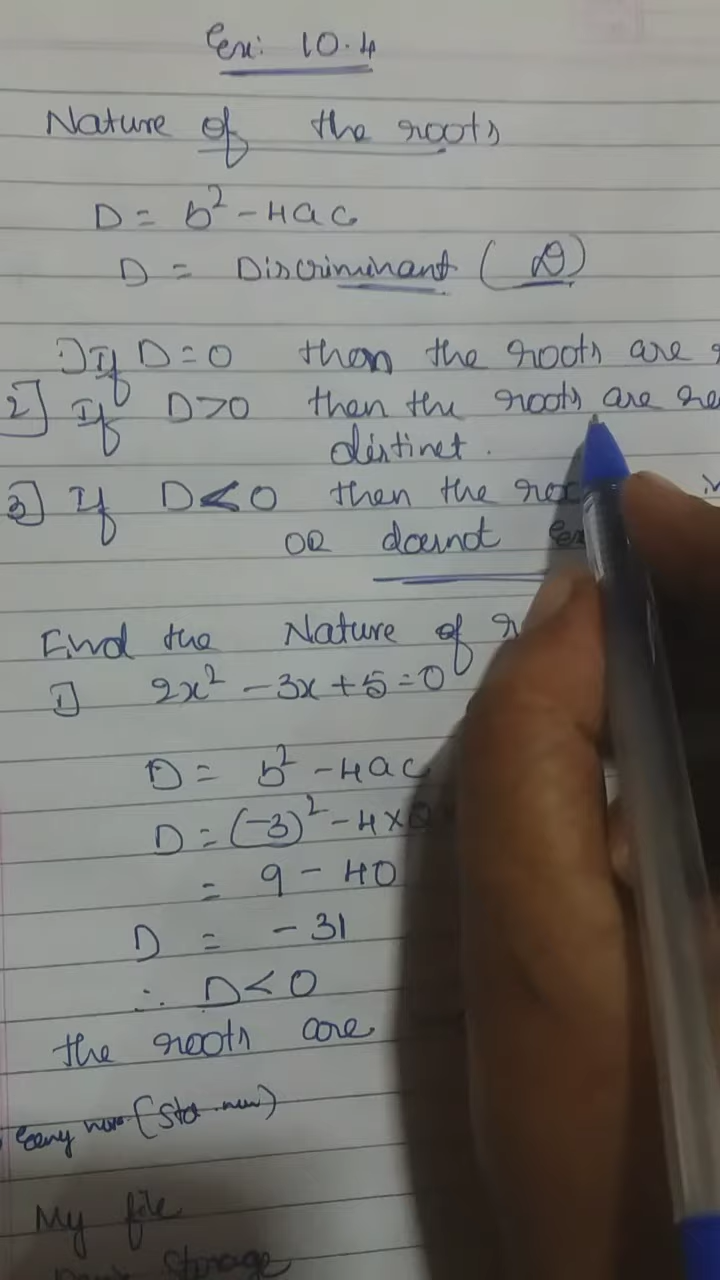 Ex: 10.4
Nature of the roots
D = b² - 4ac
D = Discriminant (D)
1) If D = 0 then the roots are
2] If D > 0 then the roots are
distinct.
3] If D < 0 then the
OR
Find the Nature of
1] 2x² - 3x + 5 = 0
D = b² - 4ac
D = (-3)² - 4 ×
= 9 - 40
D = - 31
∴ D < 0
the roots are
My file
Storage